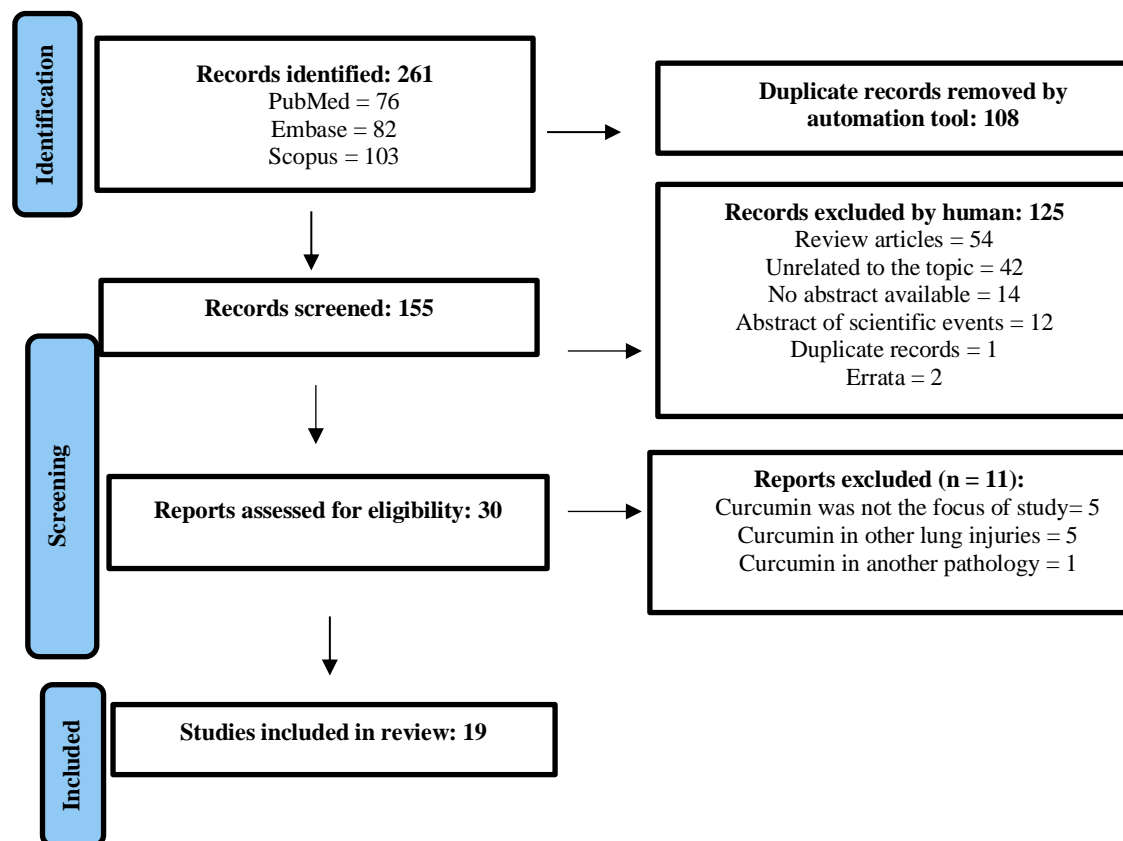 Identification
Records identified: 261
PubMed = 76
Embase = 82
Scopus = 103
Duplicate records removed by
automation tool: 108
Screening
Records screened: 155
Records excluded by human: 125
Review articles = 54
Unrelated to the topic = 42
No abstract available = 14
Abstract of scientific events = 12
Duplicate records = 1
Errata = 2
Reports assessed for eligibility: 30
Reports excluded (n = 11):
Curcumin was not the focus of study= 5
Curcumin in other lung injuries = 5
Curcumin in another pathology = 1
Included
Studies included in review: 19